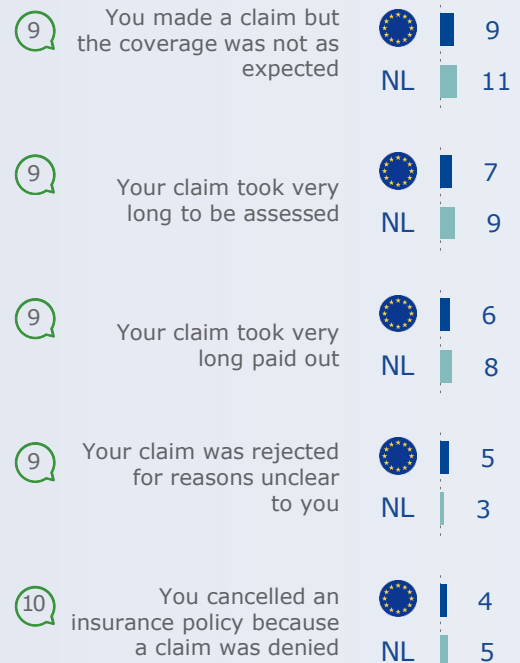 9
You made a claim but
the coverage was not as
expected
9
NL 11
9
Your claim took very
long to be assessed
7
NL 9
9
Your claim took very
long paid out
6
NL 8
9
Your claim was rejected
for reasons unclear
to you
5
NL 3
10
You cancelled an
insurance policy because
a claim was denied
4
NL 5